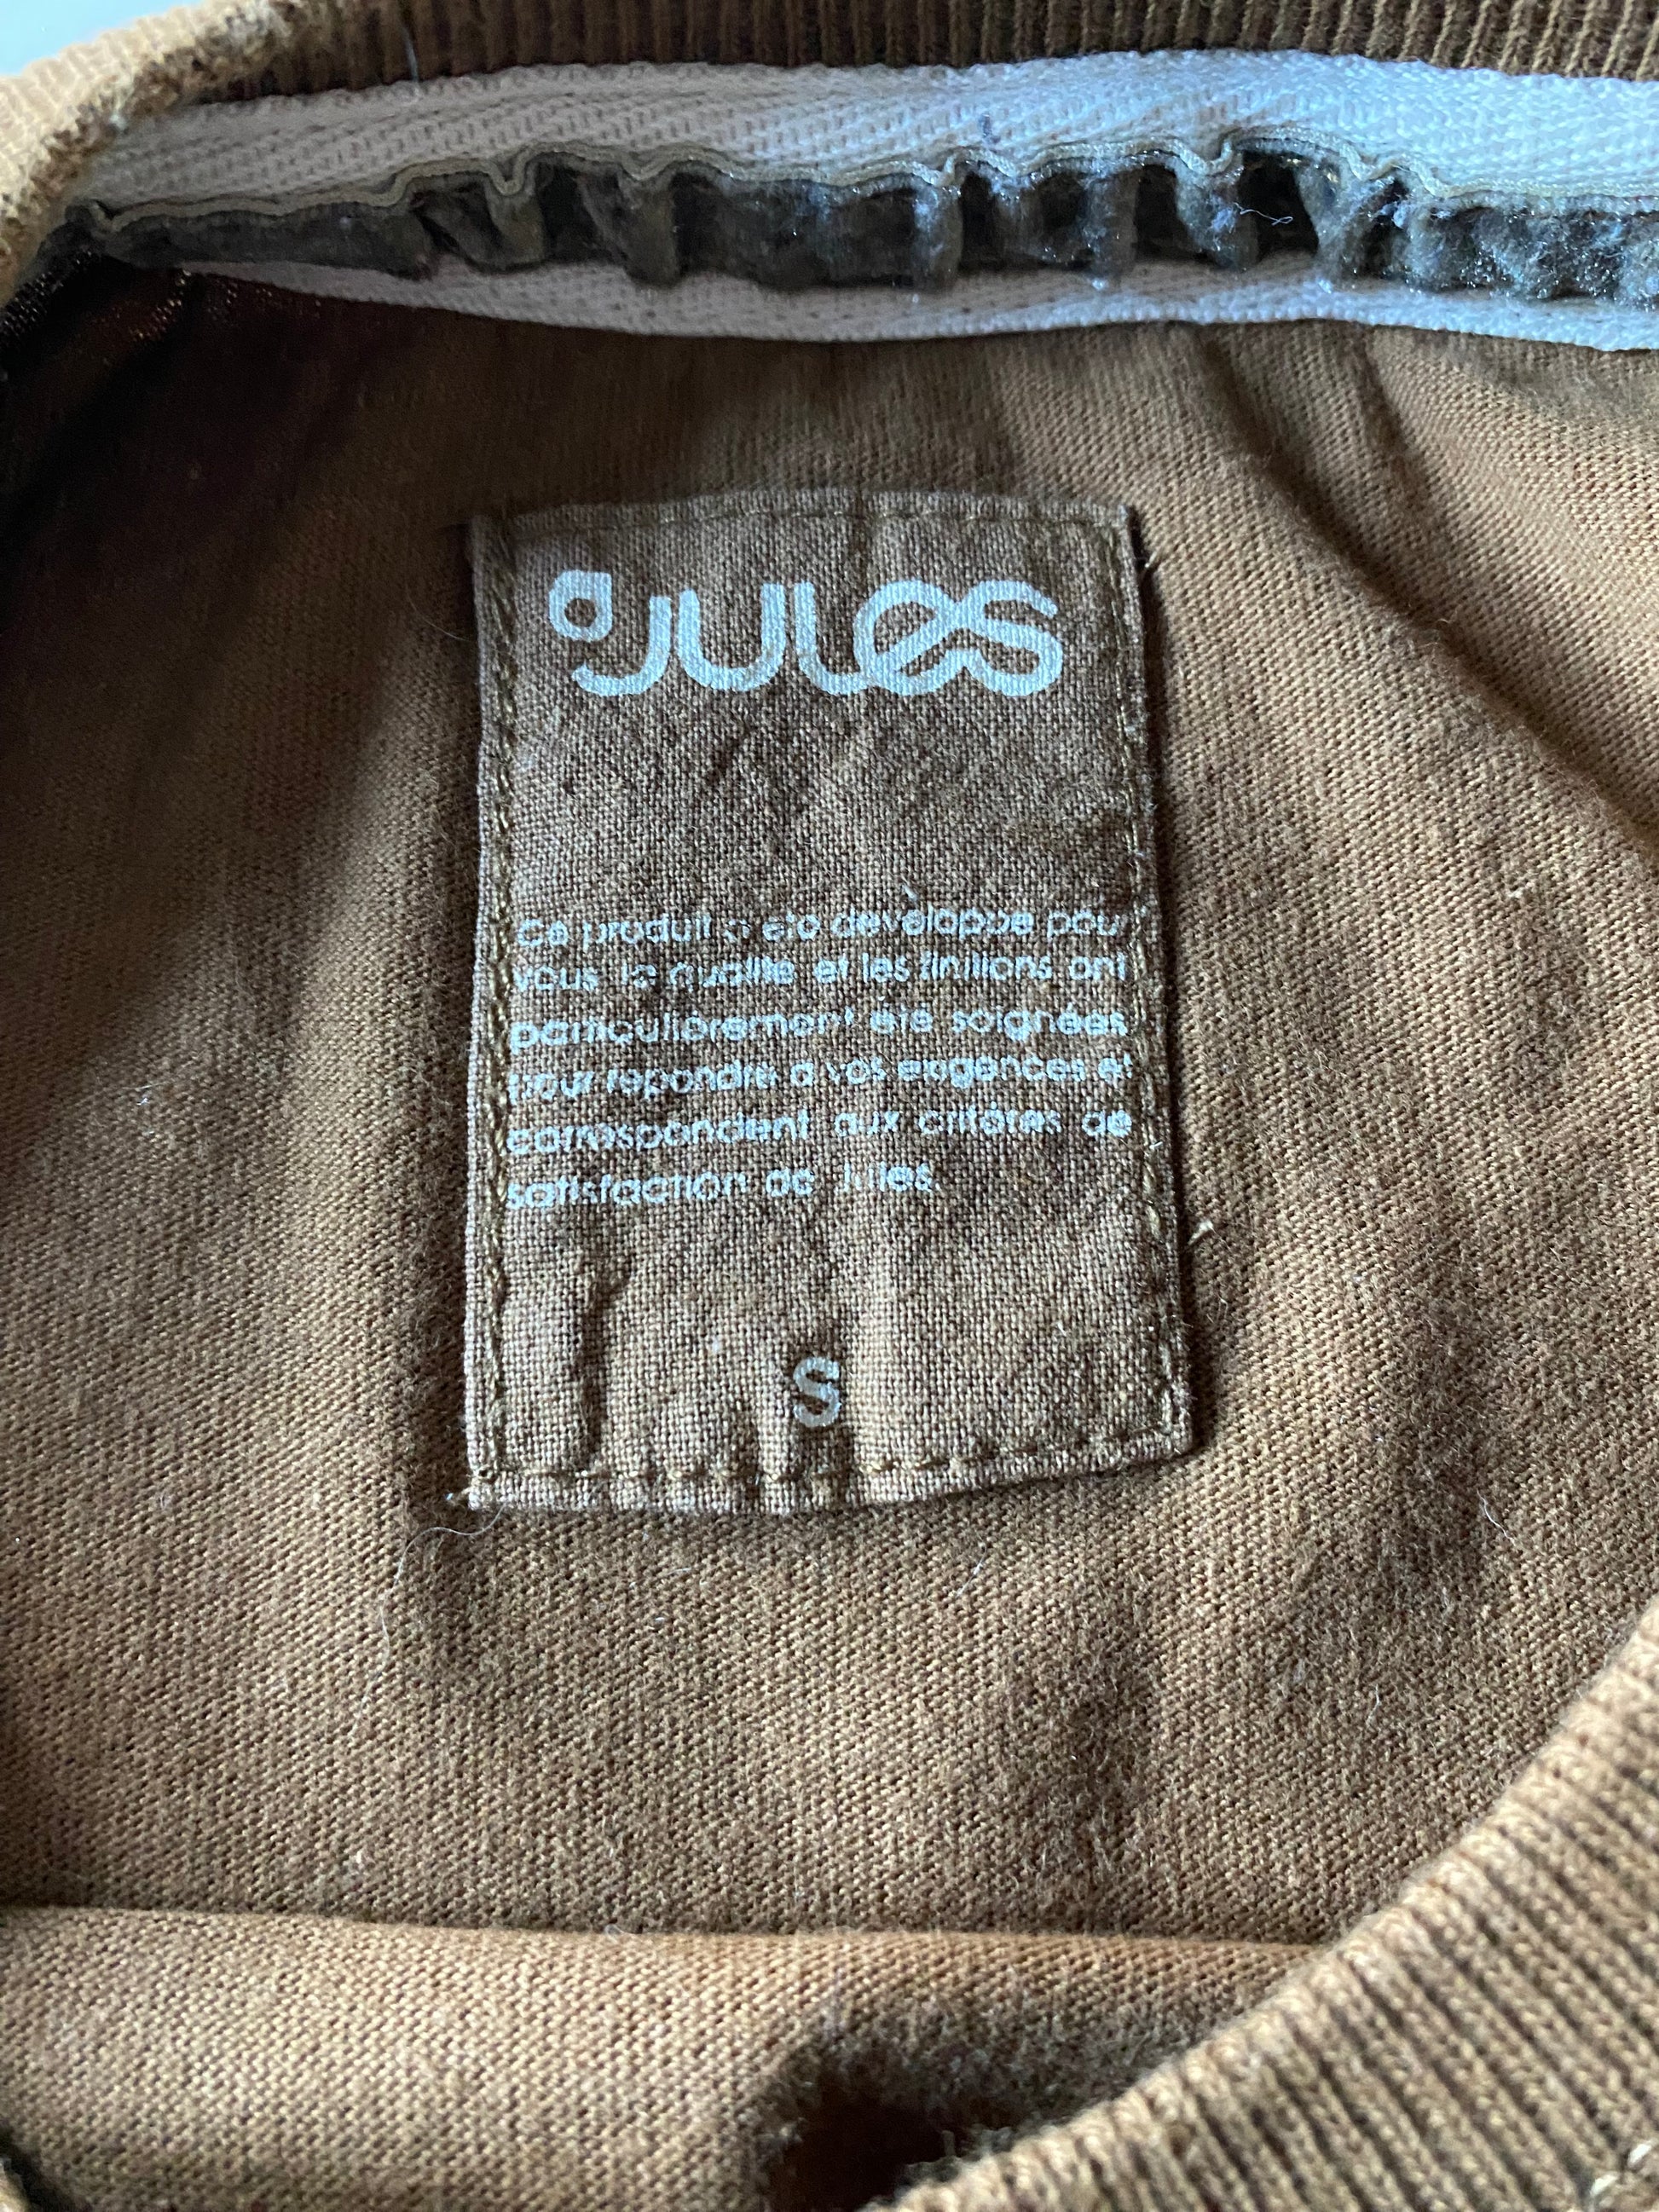 JULES
Ce produit a été développé pour
vous la qualité et les finitions ont
particulièrement été soignées
pour répondre à vos exigences et
correspondent aux critères de
satisfaction de Jules
S